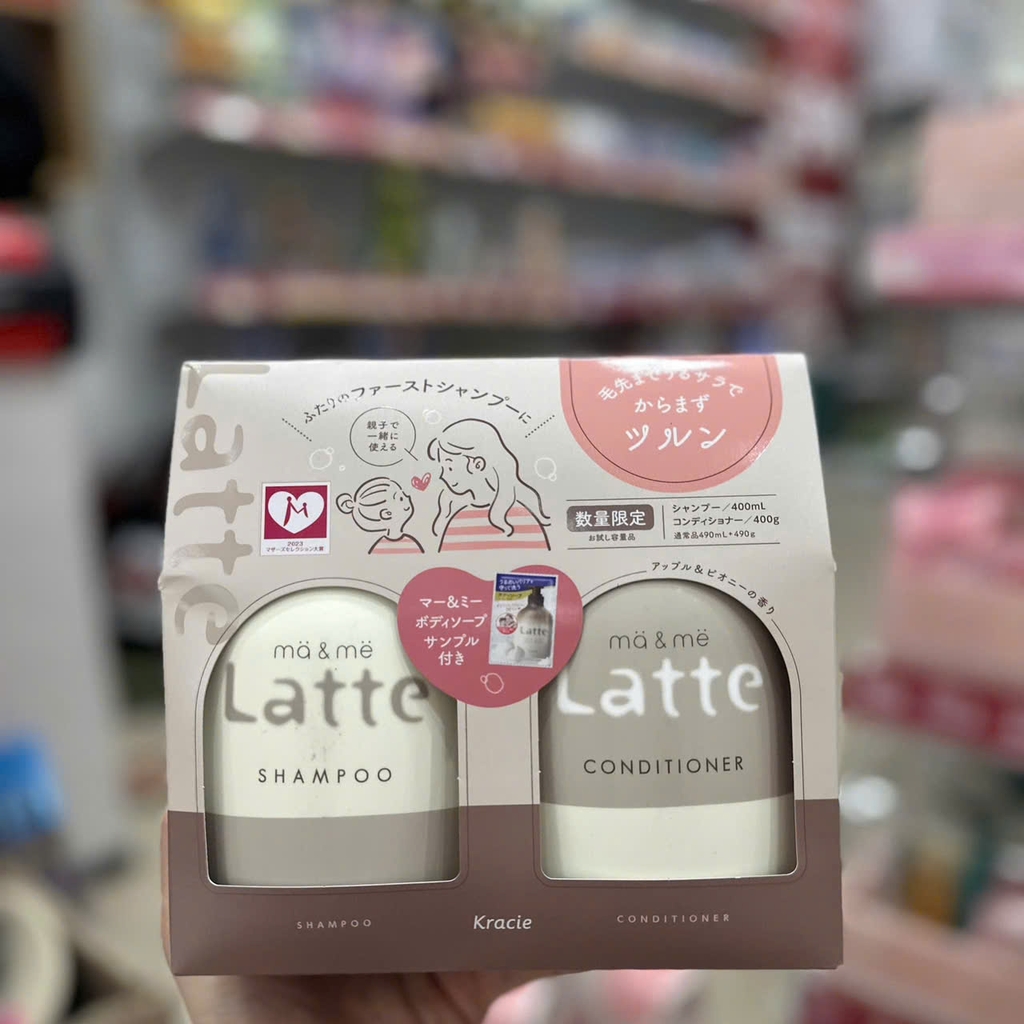 Latte
ふたりのファーストシャンプーに
親子で
一緒に
使える
毛先までうるサラで
からまず
ツルン
2023
マザーズセレクション大賞
数量限定
お試し容量品
シャンプー/400mL
コンディショナー/400g
通常品490mL+490g
アップル&ピオニーの香り
マー&ミー
ボディソープ
サンプル
付き
Latte
mä & më
Latte
SHAMPOO
mä & më
Latte
CONDITIONER
SHAMPOO
Kracie
CONDITIONER